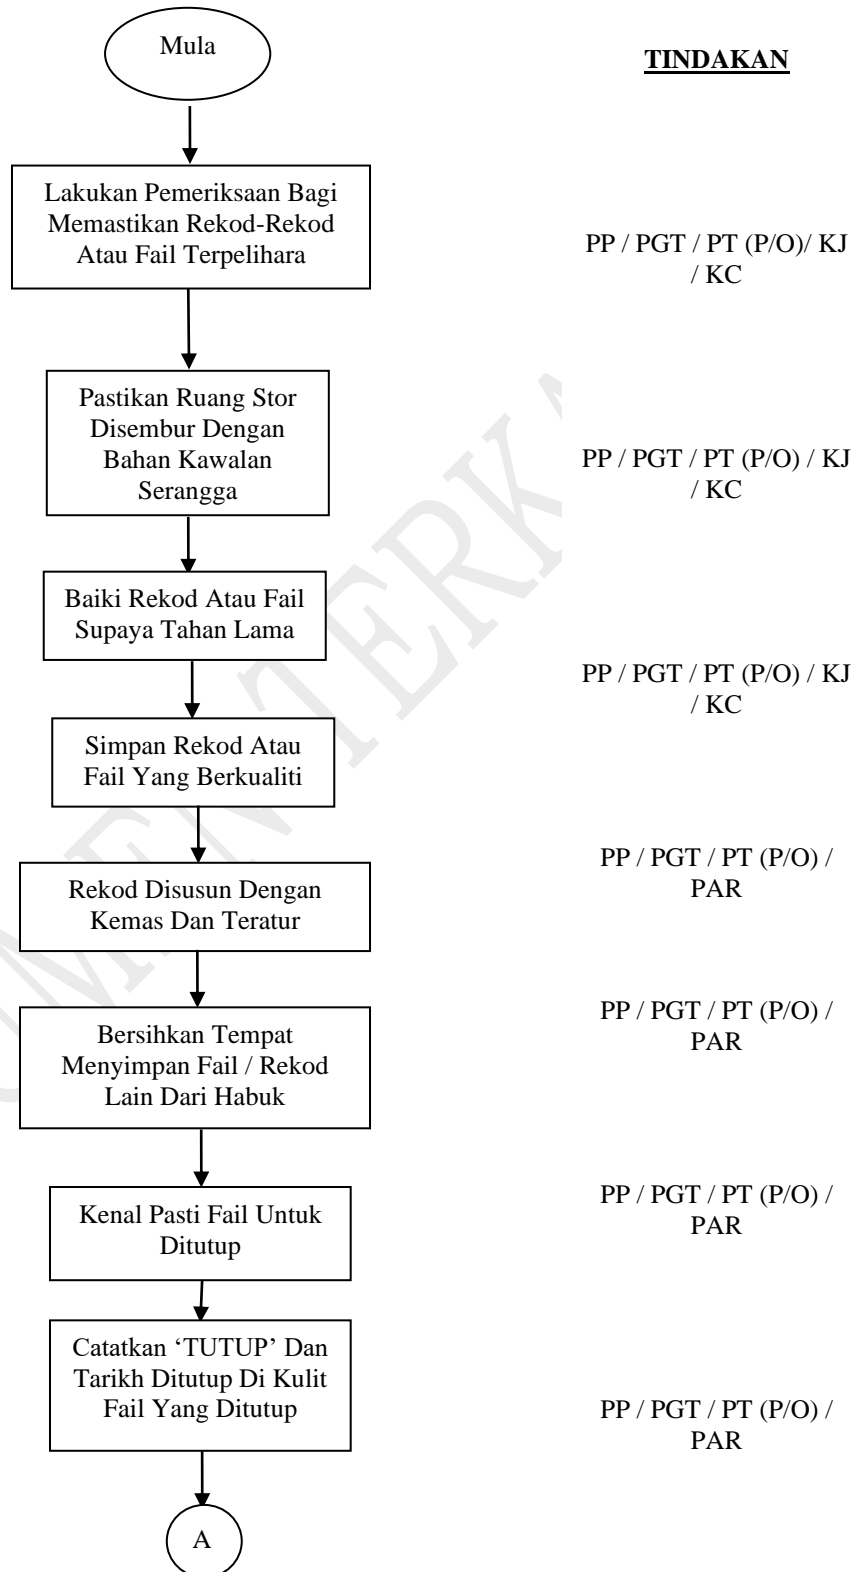 Mula
TINDAKAN
Lakukan Pemeriksaan Bagi
Memastikan Rekod-Rekod
Atau Fail Terpelihara
PP / PGT / PT (P/O)/ KJ
/ KC
Pastikan Ruang Stor
Disembur Dengan
Bahan Kawalan
Serangga
PP / PGT / PT (P/O) / KJ
/ KC
Baiki Rekod Atau Fail
Supaya Tahan Lama
PP / PGT / PT (P/O) / KJ
/ KC
Simpan Rekod Atau
Fail Yang Berkualiti
PP / PGT / PT (P/O) /
PAR
Rekod Disusun Dengan
Kemas Dan Teratur
PP / PGT / PT (P/O) /
PAR
Bersihkan Tempat
Menyimpan Fail / Rekod
Lain Dari Habuk
PP / PGT / PT (P/O) /
PAR
Kenal Pasti Fail Untuk
Ditutup
Catatkan ‘TUTUP’ Dan
Tarikh Ditutup Di Kulit
Fail Yang Ditutup
PP / PGT / PT (P/O) /
PAR
A